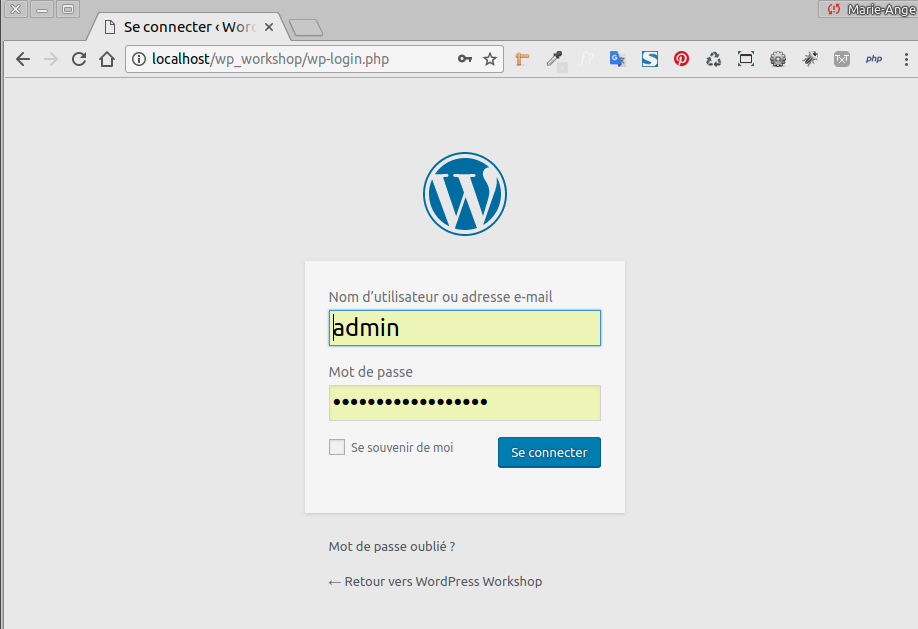 Se connecter ‹ Wor
Marie-Ange
localhost/wp_workshop/wp-login.php
TXT
php
Nom d’utilisateur ou adresse e-mail
admin
Mot de passe
••••••••••••••••••
Se souvenir de moi
Se connecter
Mot de passe oublié ?
← Retour vers WordPress Workshop